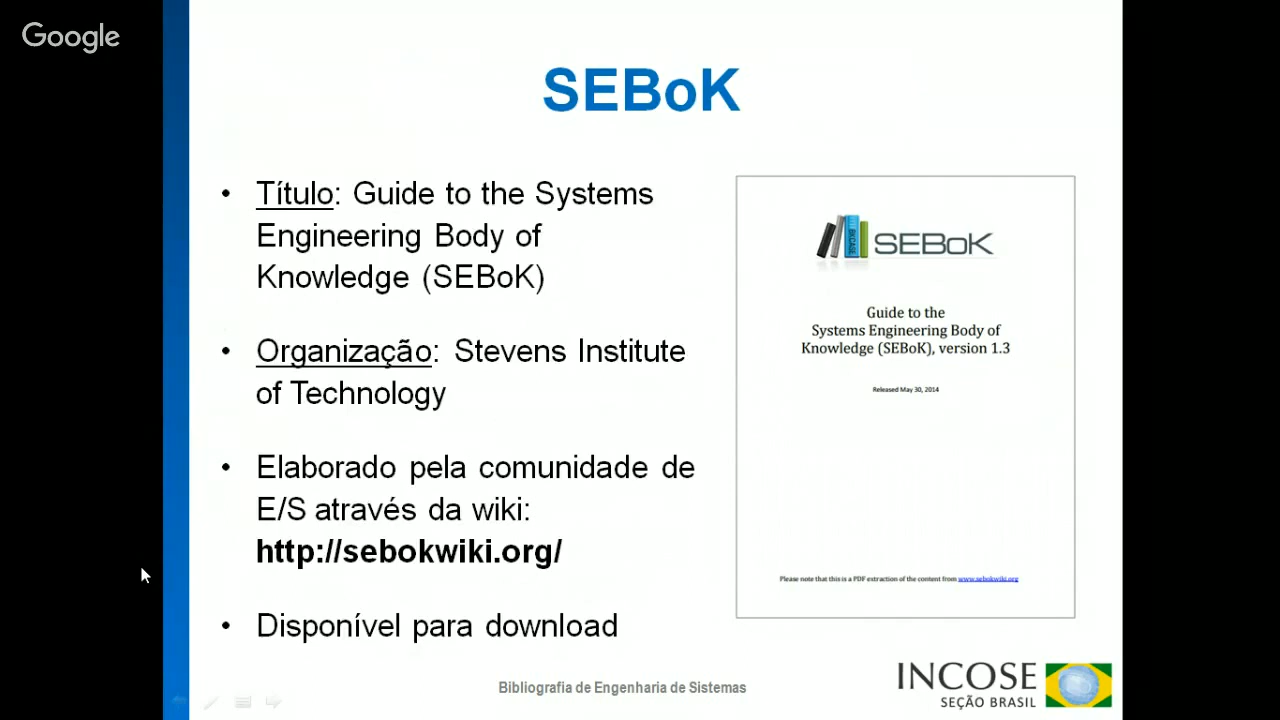 Google
SEBoK
• Título: Guide to the Systems
Engineering Body of
Knowledge (SEBoK)
• Organização: Stevens Institute
of Technology
• Elaborado pela comunidade de
E/S através da wiki:
http://sebokwiki.org/
• Disponível para download
BKCASE
SEBoK
Guide to the
Systems Engineering Body of
Knowledge (SEBoK), version 1.3
Released May 30, 2014
Please note that this is a PDF extraction of the content from www.sebokwiki.org
Bibliografia de Engenharia de Sistemas
INCOSE
SEÇÃO BRASIL